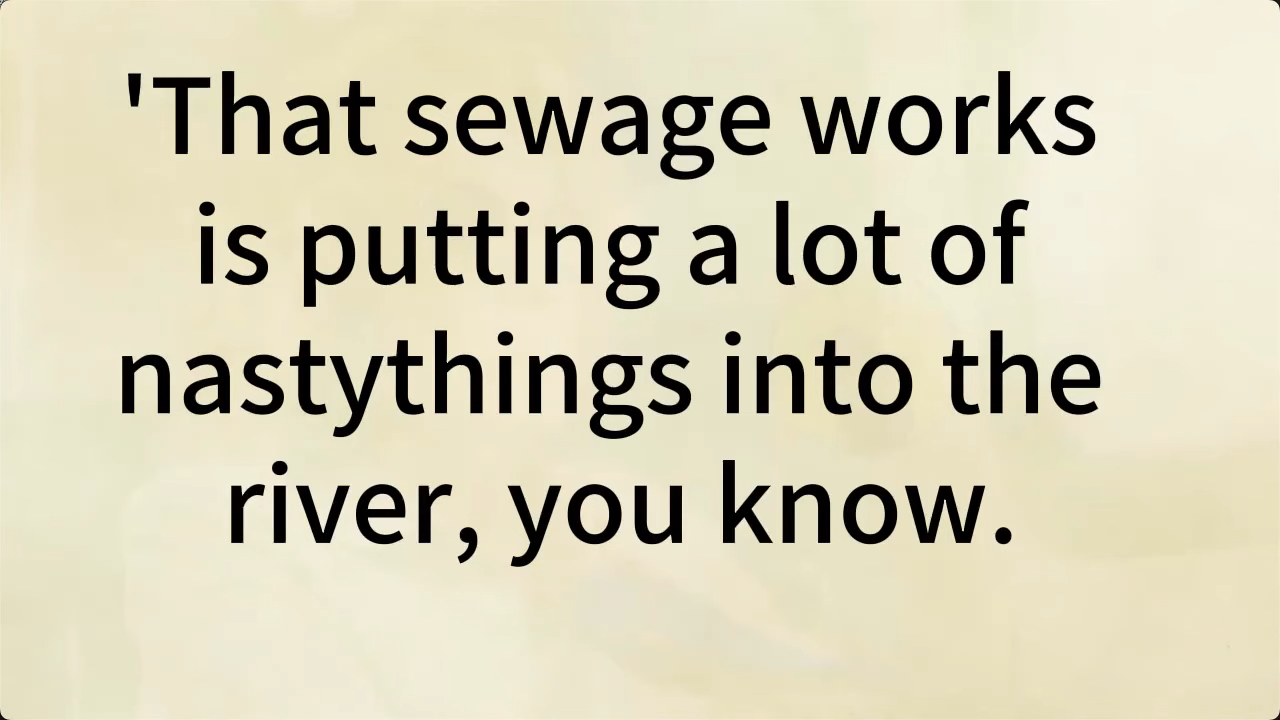 'That sewage works
is putting a lot of
nastythings into the
river, you know.